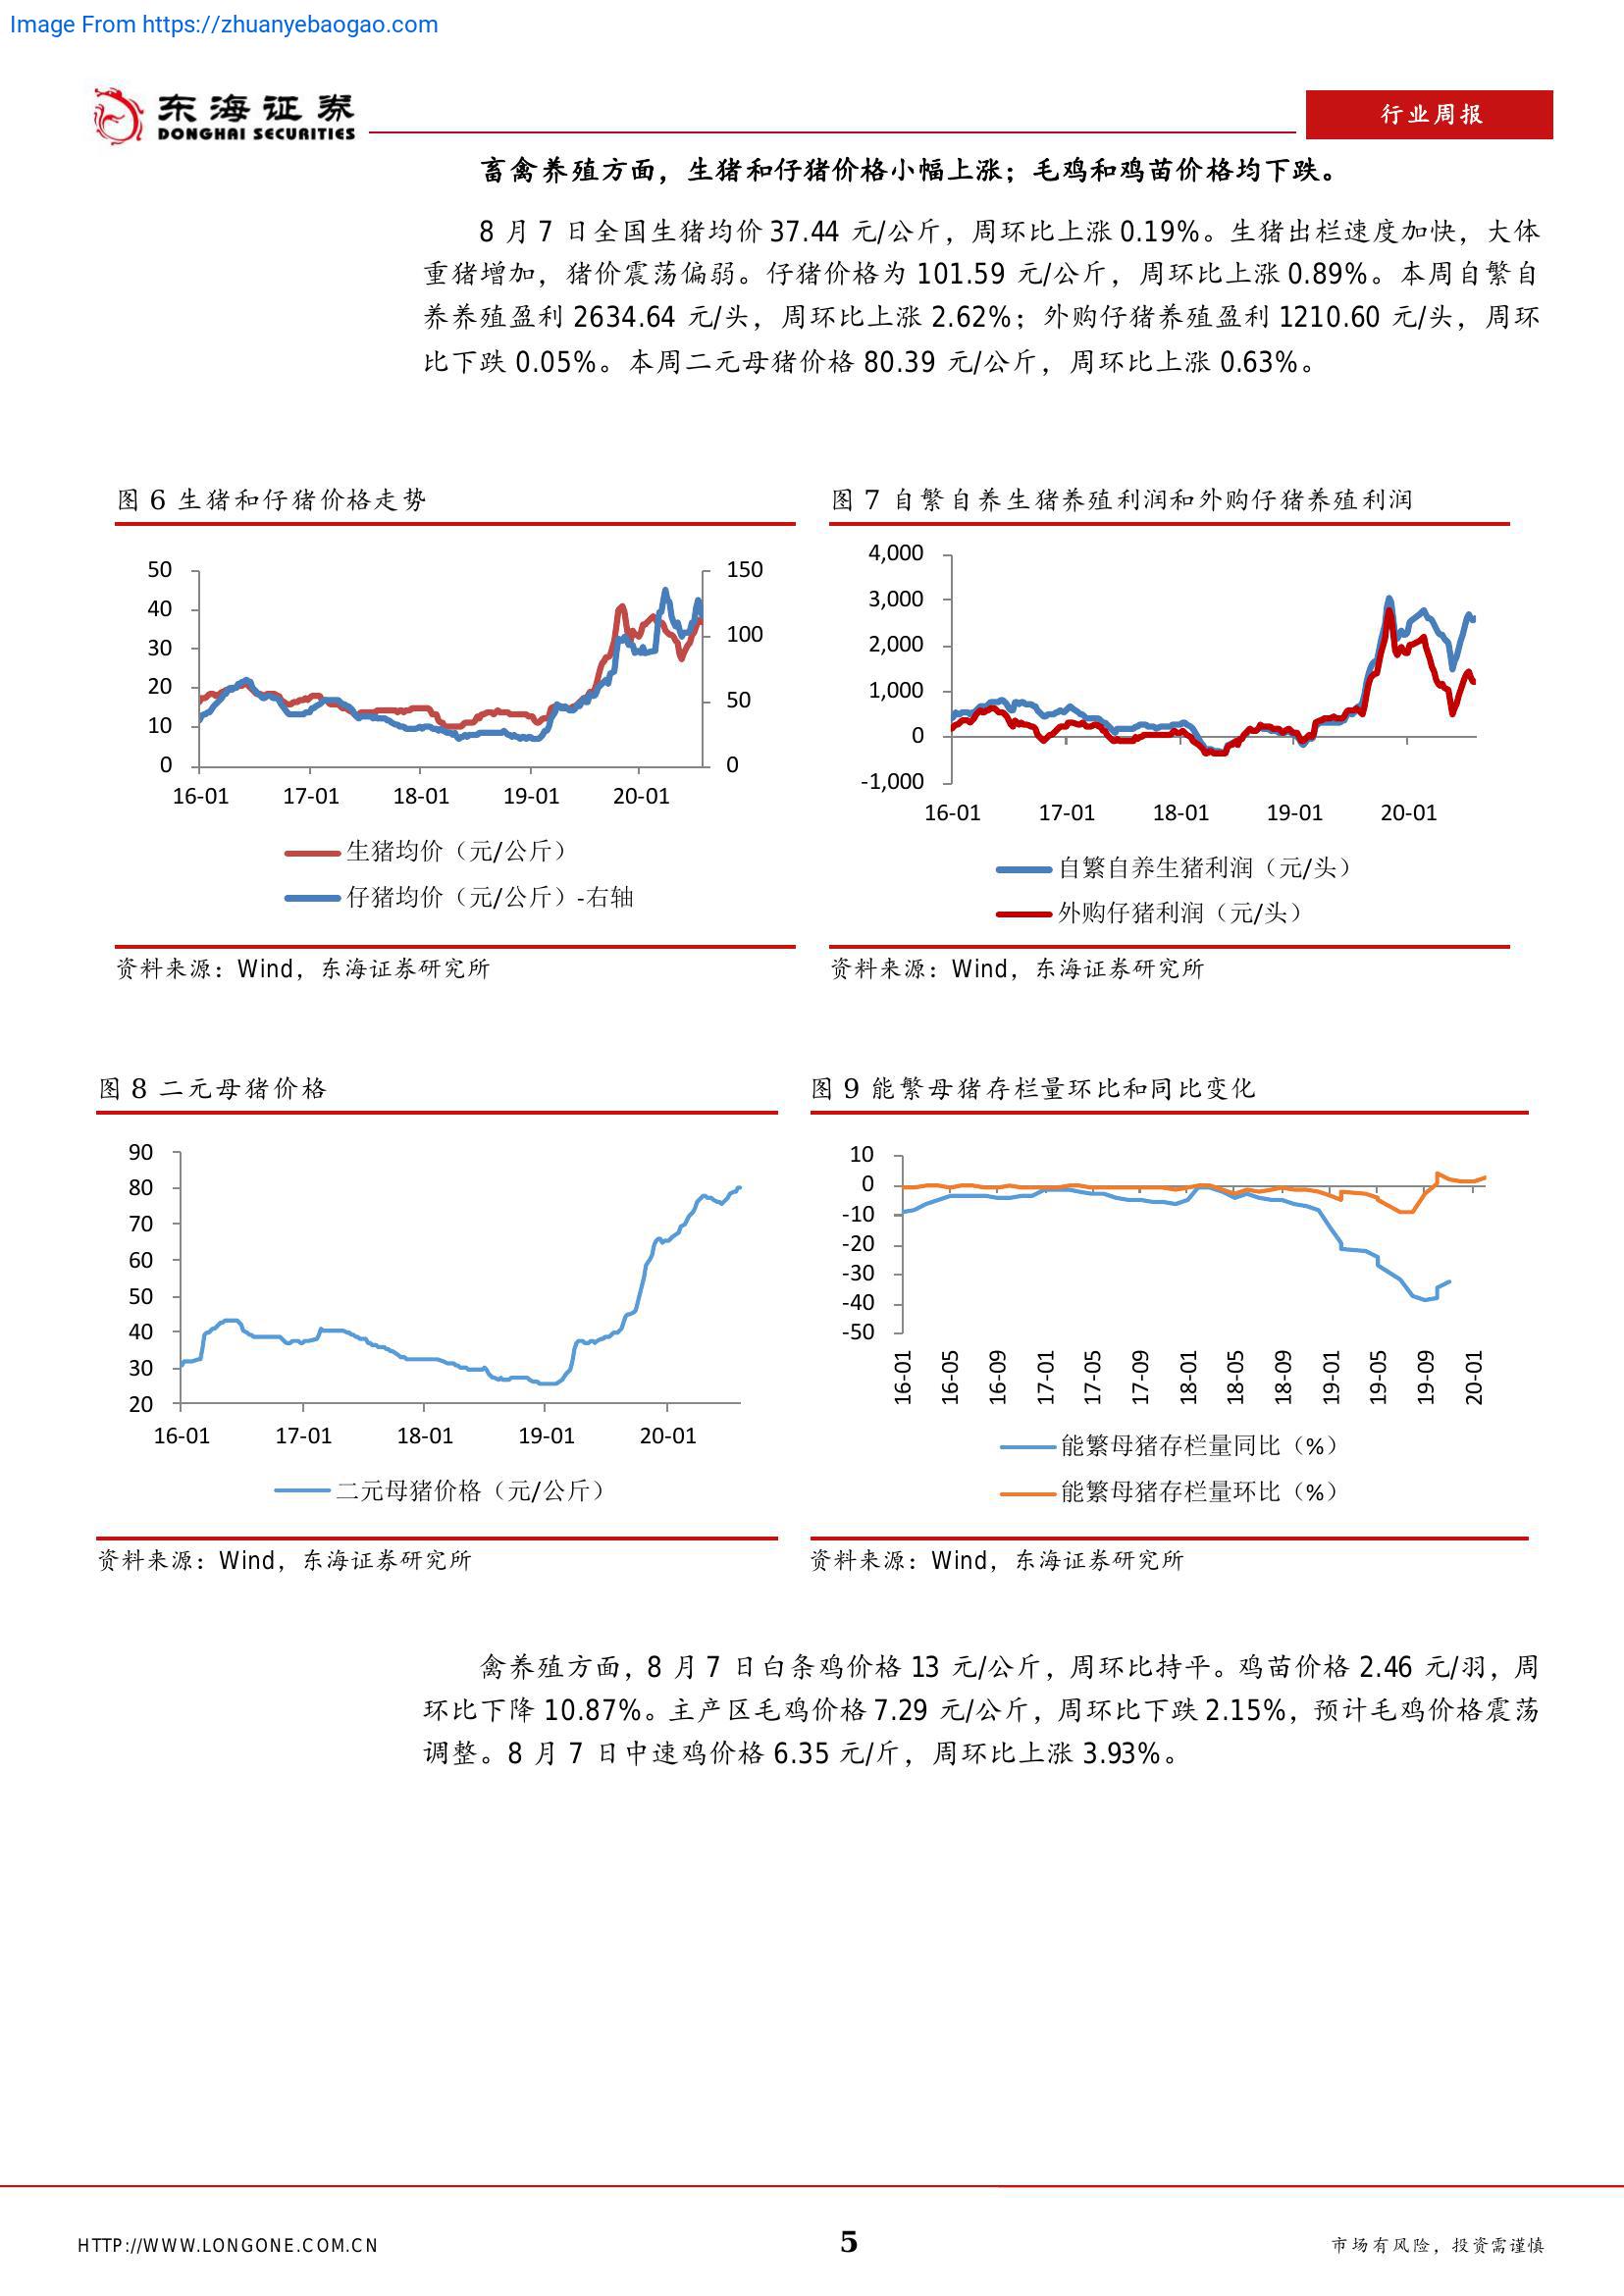 Image From https://zhuanyebaogao.com
东海证券
DONGHAI SECURITIES
行业周报
畜禽养殖方面，生猪和仔猪价格小幅上涨；毛鸡和鸡苗价格均下跌。
8 月 7 日全国生猪均价 37.44 元/公斤，周环比上涨 0.19%。生猪出栏速度加快，大体
重猪增加，猪价震荡偏弱。仔猪价格为 101.59 元/公斤，周环比上涨 0.89%。本周自繁自
养养殖盈利 2634.64 元/头，周环比上涨 2.62%；外购仔猪养殖盈利 1210.60 元/头，周环
比下跌 0.05%。本周二元母猪价格 80.39 元/公斤，周环比上涨 0.63%。
图 6 生猪和仔猪价格走势
50
40
30
20
10
0
150
100
50
0
16-01 17-01 18-01 19-01 20-01
生猪均价（元/公斤）
仔猪均价（元/公斤）-右轴
资料来源：Wind，东海证券研究所
图 7 自繁自养生猪养殖利润和外购仔猪养殖利润
4,000
3,000
2,000
1,000
0
-1,000
16-01 17-01 18-01 19-01 20-01
自繁自养生猪利润（元/头）
外购仔猪利润（元/头）
资料来源：Wind，东海证券研究所
图 8 二元母猪价格
90
80
70
60
50
40
30
20
16-01 17-01 18-01 19-01 20-01
二元母猪价格（元/公斤）
资料来源：Wind，东海证券研究所
图 9 能繁母猪存栏量环比和同比变化
10
0
-10
-20
-30
-40
-50
16-01 16-05 16-09 17-01 17-05 17-09 18-01 18-05 18-09 19-01 19-05 19-09 20-01
能繁母猪存栏量同比（%）
能繁母猪存栏量环比（%）
资料来源：Wind，东海证券研究所
禽养殖方面，8 月 7 日白条鸡价格 13 元/公斤，周环比持平。鸡苗价格 2.46 元/羽，周
环比下降 10.87%。主产区毛鸡价格 7.29 元/公斤，周环比下跌 2.15%，预计毛鸡价格震荡
调整。8 月 7 日中速鸡价格 6.35 元/斤，周环比上涨 3.93%。
HTTP://WWW.LONGONE.COM.CN
5
市场有风险，投资需谨慎